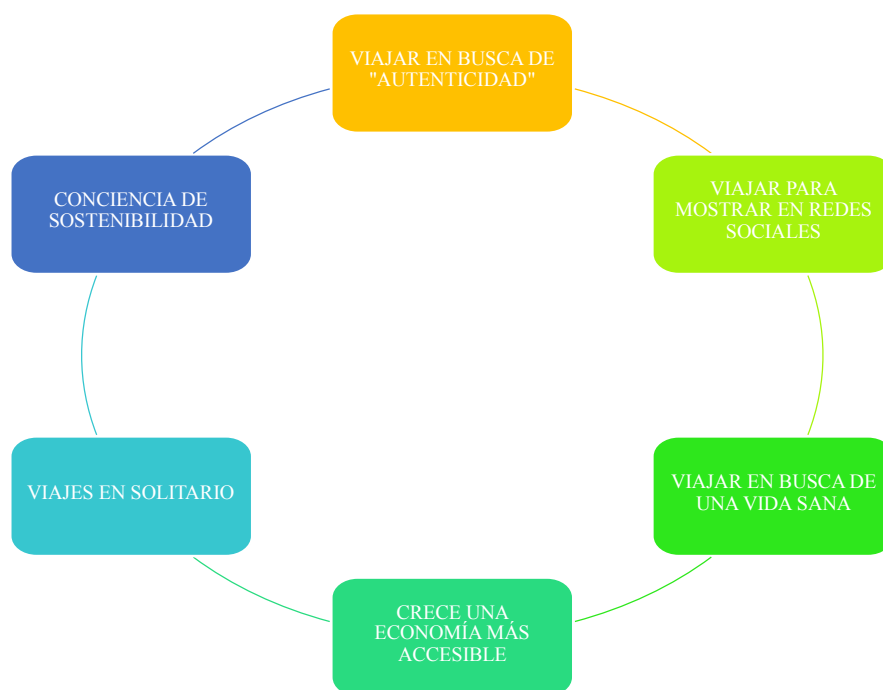 VIAJAR EN BUSCA DE
"AUTENTICIDAD"
VIAJAR PARA
MOSTRAR EN REDES
SOCIALES
VIAJAR EN BUSCA DE
UNA VIDA SANA
CRECE UNA
ECONOMÍA MÁS
ACCESIBLE
VIAJES EN SOLITARIO
CONCIENCIA DE
SOSTENIBILIDAD